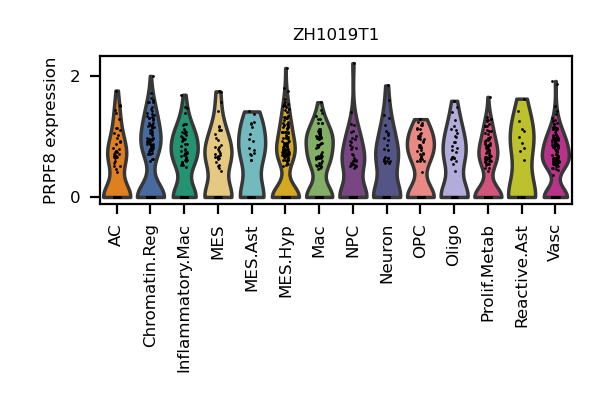 ZH1019T1
PRPF8 expression
2
0
AC
Chromatin.Reg
Inflammatory.Mac
MES
MES.Ast
MES.Hyp
Mac
NPC
Neuron
OPC
Oligo
Prolif.Metab
Reactive.Ast
Vasc